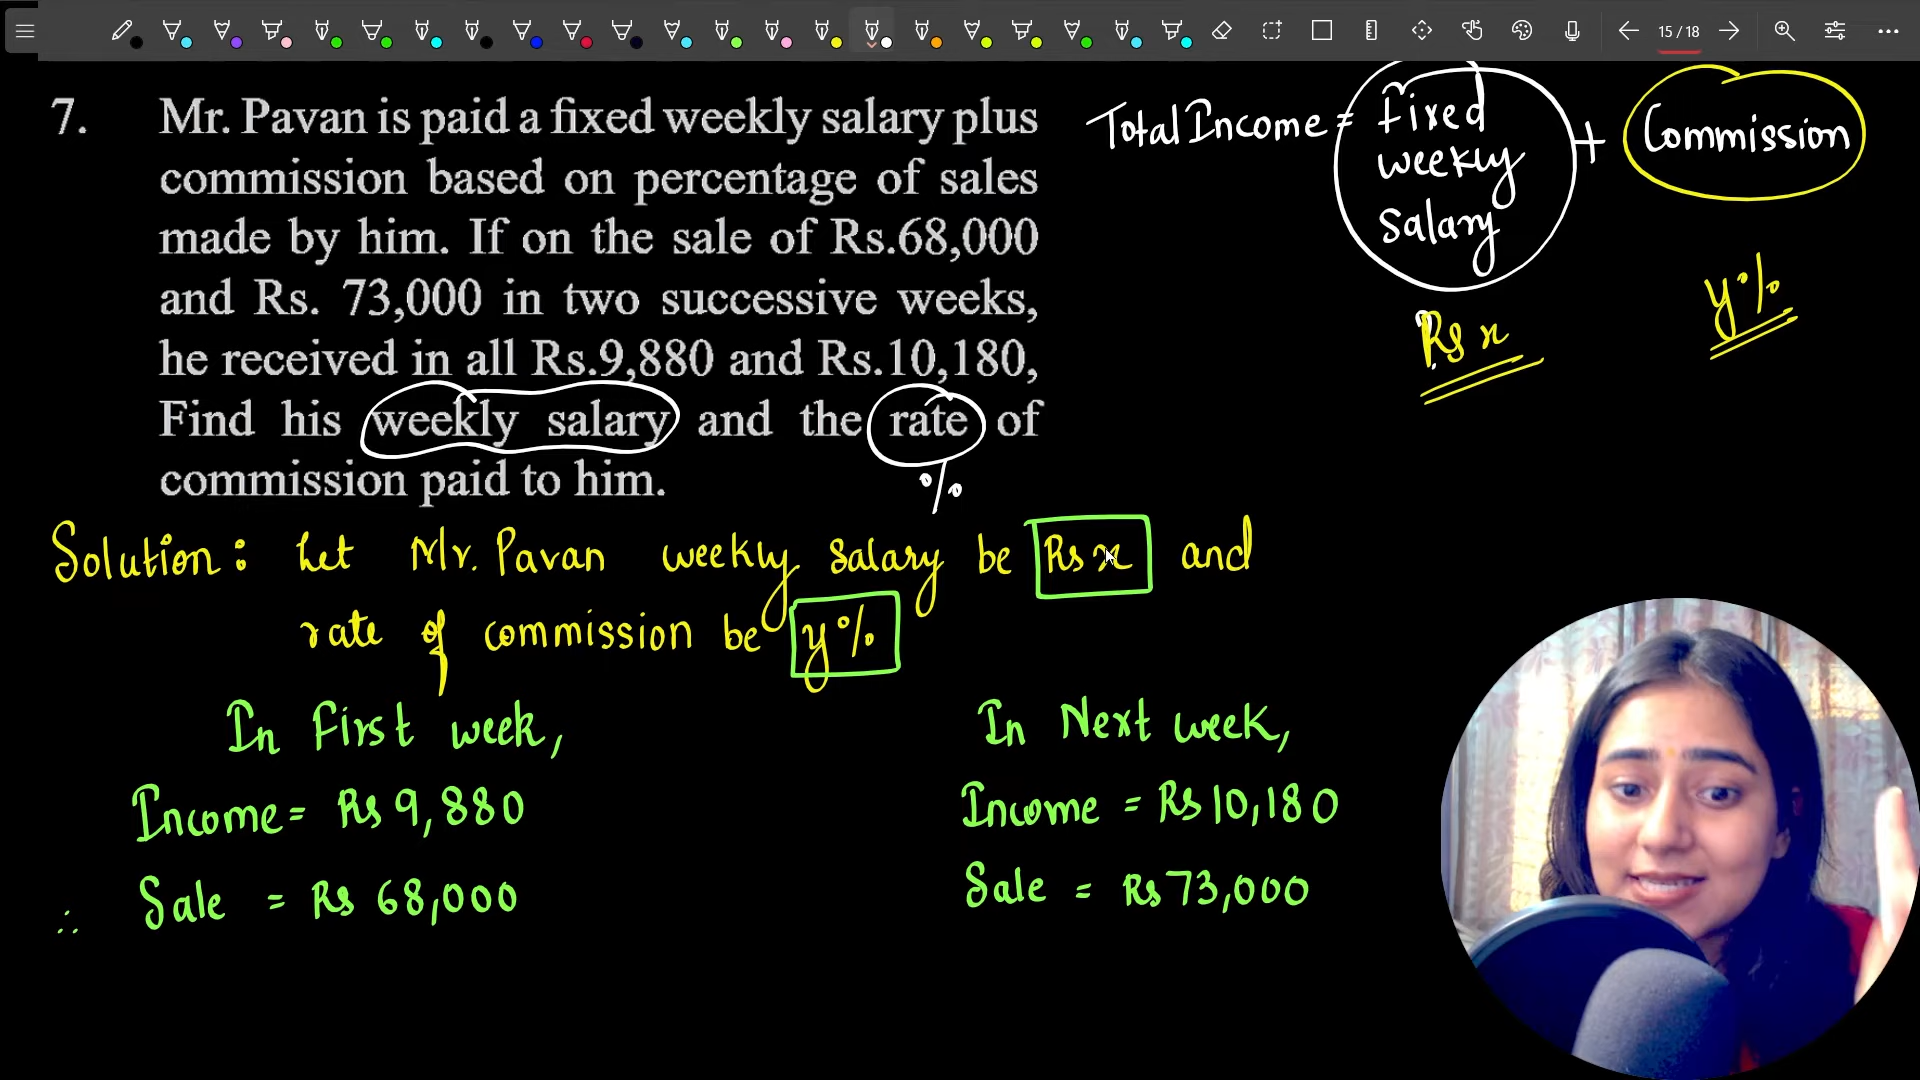 15 / 18
7. Mr. Pavan is paid a fixed weekly salary plus
commission based on percentage of sales
made by him. If on the sale of Rs.68,000
and Rs. 73,000 in two successive weeks,
he received in all Rs.9,880 and Rs.10,180,
Find his weekly salary and the rate of
commission paid to him.
%
Total Income = Fixed weekly Salary + Commission
Rs x
y%
Solution: Let Mr. Pavan weekly salary be Rs x and
rate of commission be y%
In First week,
Income = Rs 9,880
∴ Sale = Rs 68,000
In Next week,
Income = Rs 10,180
Sale = Rs 73,000